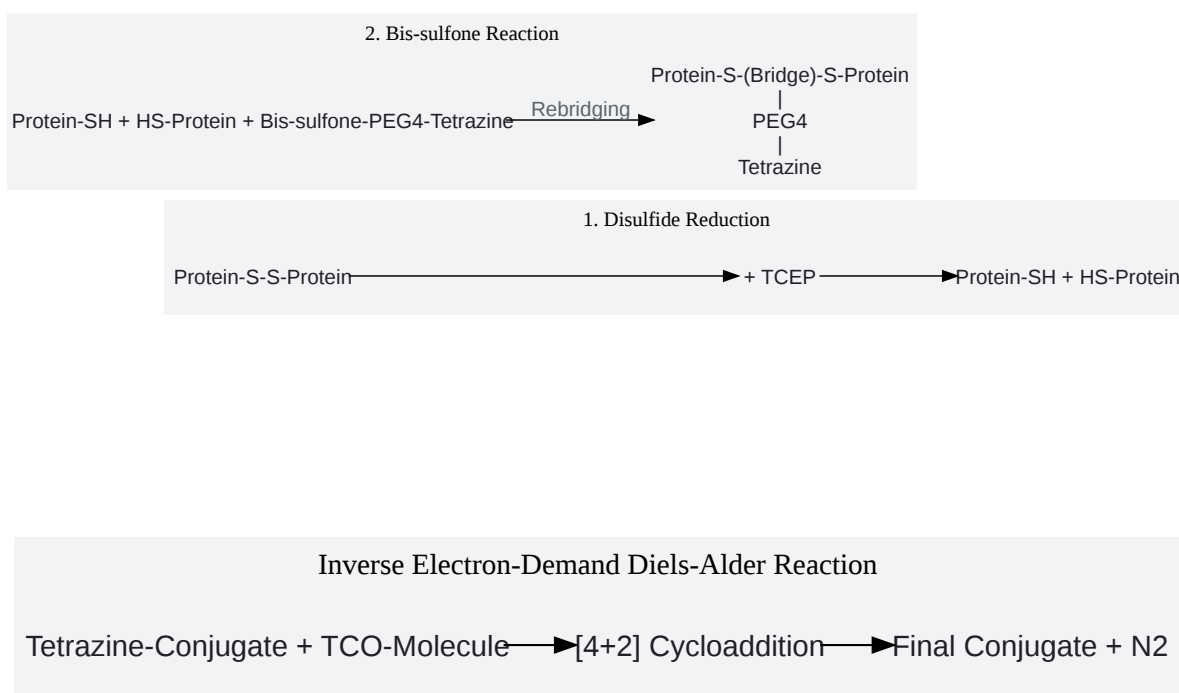 2. Bis-sulfone Reaction
Protein-SH + HS-Protein + Bis-sulfone-PEG4-Tetrazine
Rebridging
Protein-S-(Bridge)-S-Protein
|
PEG4
|
Tetrazine
1. Disulfide Reduction
Protein-S-S-Protein + TCEP Protein-SH + HS-Protein
Inverse Electron-Demand Diels-Alder Reaction
Tetrazine-Conjugate + TCO-Molecule [4+2] Cycloaddition Final Conjugate + N2